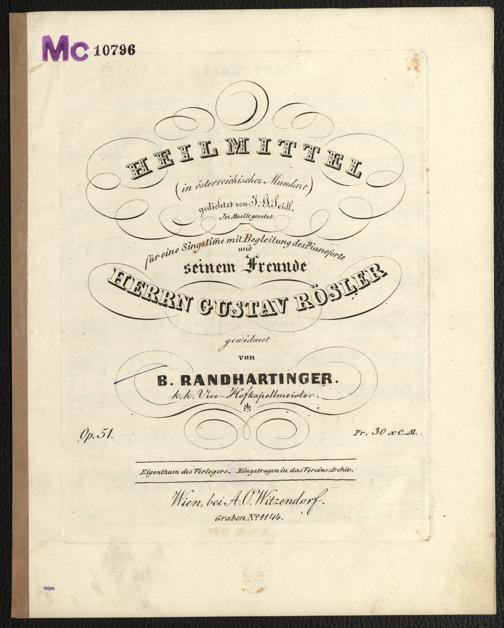 Mc 10796
HEILMITTEL
(in österreichischer Mundart)
gedichtet von J. G. Seidl.
In Musik gesetzt
für eine Singstime mit Begleitung des Pianoforte
und
seinem Freunde
HERRN GUSTAV RÖSLER
gewidmet
von
B. RANDHARTINGER.
k.k. Vice-Hofkapellmeister.
Op. 51.
Pr. 30 x C.M.
Eigenthum des Verlegers. Eingetragen in das Vereins-Archiv.
Wien, bei A. O. Witzendorf.
Graben No 1144.